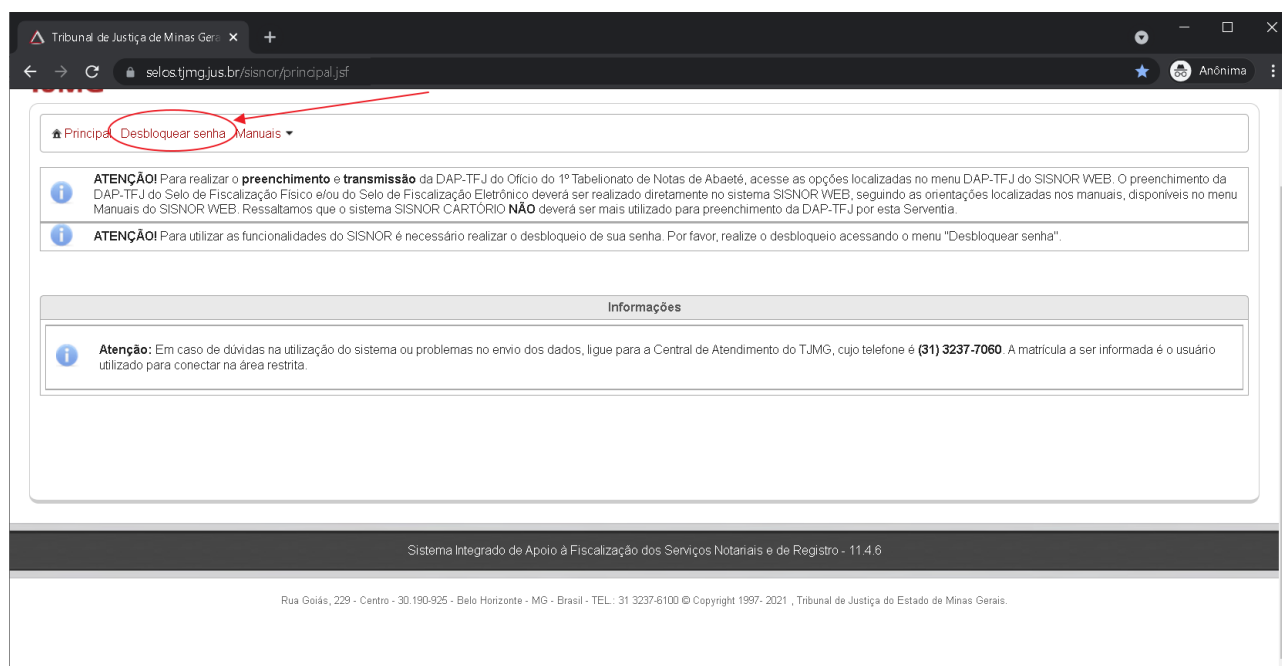 Tribunal de Justiça de Minas Gera
selos.tjmg.jus.br/sisnor/principal.jsf
Anônima
Principal Desbloquear senha Manuais
ATENÇÃO! Para realizar o preenchimento e transmissão da DAP-TFJ do Ofício do 1º Tabelionato de Notas de Abaeté, acesse as opções localizadas no menu DAP-TFJ do SISNOR WEB. O preenchimento da
DAP-TFJ do Selo de Fiscalização Físico e/ou do Selo de Fiscalização Eletrônico deverá ser realizado diretamente no sistema SISNOR WEB, seguindo as orientações localizadas nos manuais, disponíveis no menu
Manuais do SISNOR WEB. Ressaltamos que o sistema SISNOR CARTÓRIO NÃO deverá ser mais utilizado para preenchimento da DAP-TFJ por esta Serventia.
ATENÇÃO! Para utilizar as funcionalidades do SISNOR é necessário realizar o desbloqueio de sua senha. Por favor, realize o desbloqueio acessando o menu "Desbloquear senha".
Informações
Atenção: Em caso de dúvidas na utilização do sistema ou problemas no envio dos dados, ligue para a Central de Atendimento do TJMG, cujo telefone é (31) 3237-7060. A matrícula a ser informada é o usuário
utilizado para conectar na área restrita.
Sistema Integrado de Apoio à Fiscalização dos Serviços Notariais e de Registro - 11.4.6
Rua Goiás, 229 - Centro - 30.190-925 - Belo Horizonte - MG - Brasil - TEL.: 31 3237-6100 © Copyright 1997- 2021 , Tribunal de Justiça do Estado de Minas Gerais.